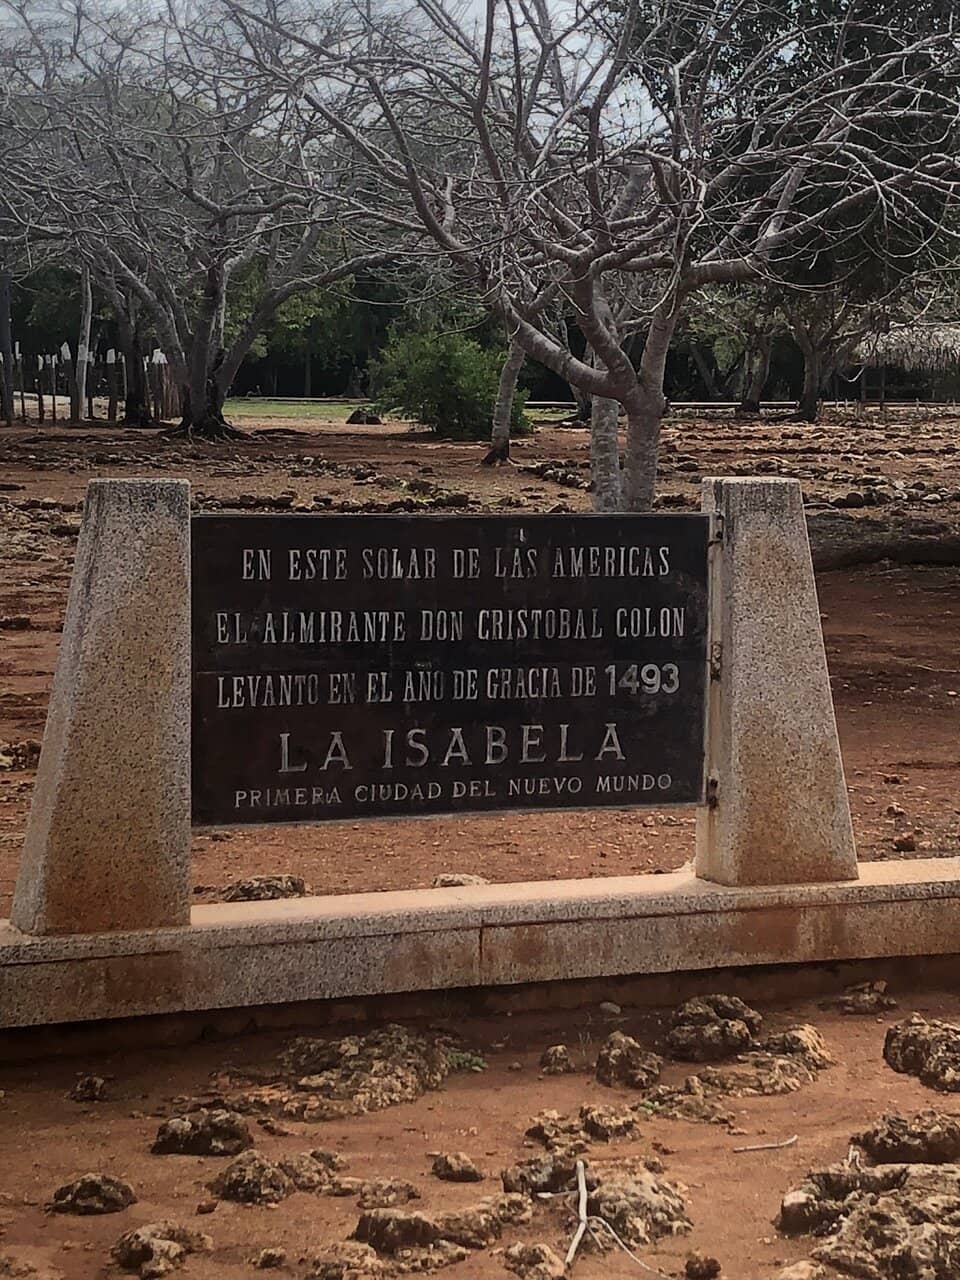 EN ESTE SOLAR DE LAS AMERICAS
EL ALMIRANTE DON CRISTOBAL COLON
LEVANTO EN EL AÑO DE GRACIA DE 1493
LA ISABELA
PRIMERA CIUDAD DEL NUEVO MUNDO